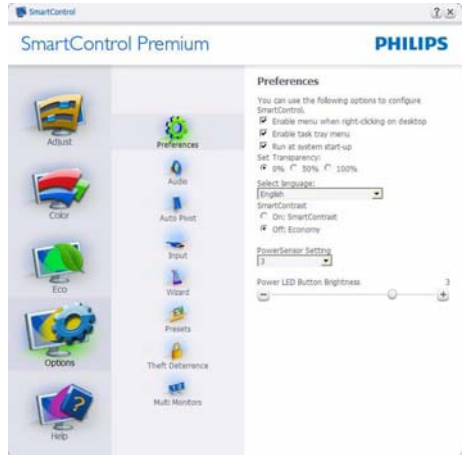 SmartControl
? x
SmartControl Premium
PHILIPS
Adjust
Color
Eco
Options
Help
Preferences
Audio
Auto Pivot
Input
Wizard
Presets
Theft Deterrence
Multi Monitors
Preferences
You can use the following options to configure
SmartControl.
Enable menu when right-clicking on desktop
Enable task tray menu
Run at system start-up
Set Transparency:
0% 50% 100%
Select language:
English
SmartContrast
On: SmartContrast
Off: Economy
PowerSensor Setting
3
Power LED Button Brightness 3